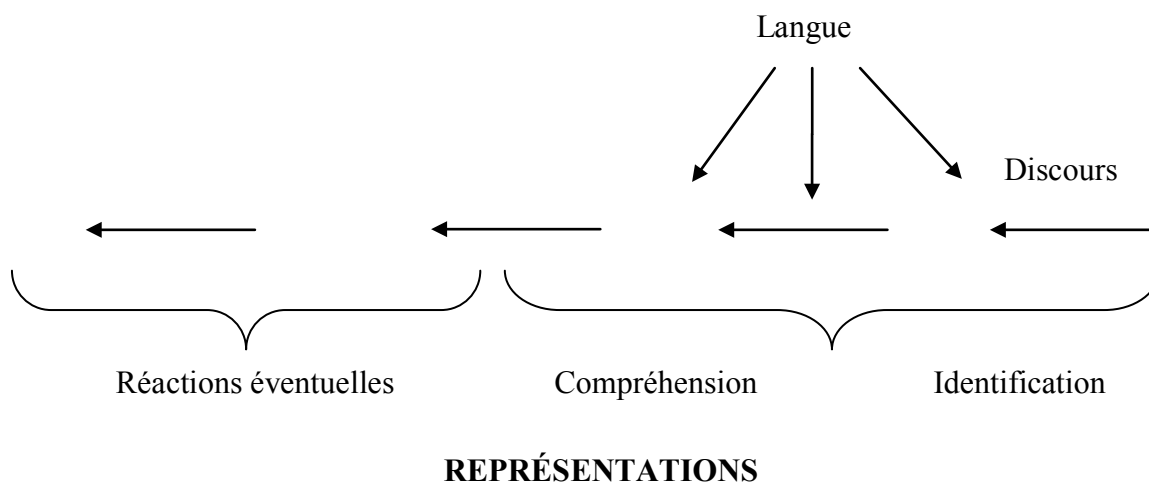 Langue
Discours
Réactions éventuelles Compréhension Identification
REPRÉSENTATIONS